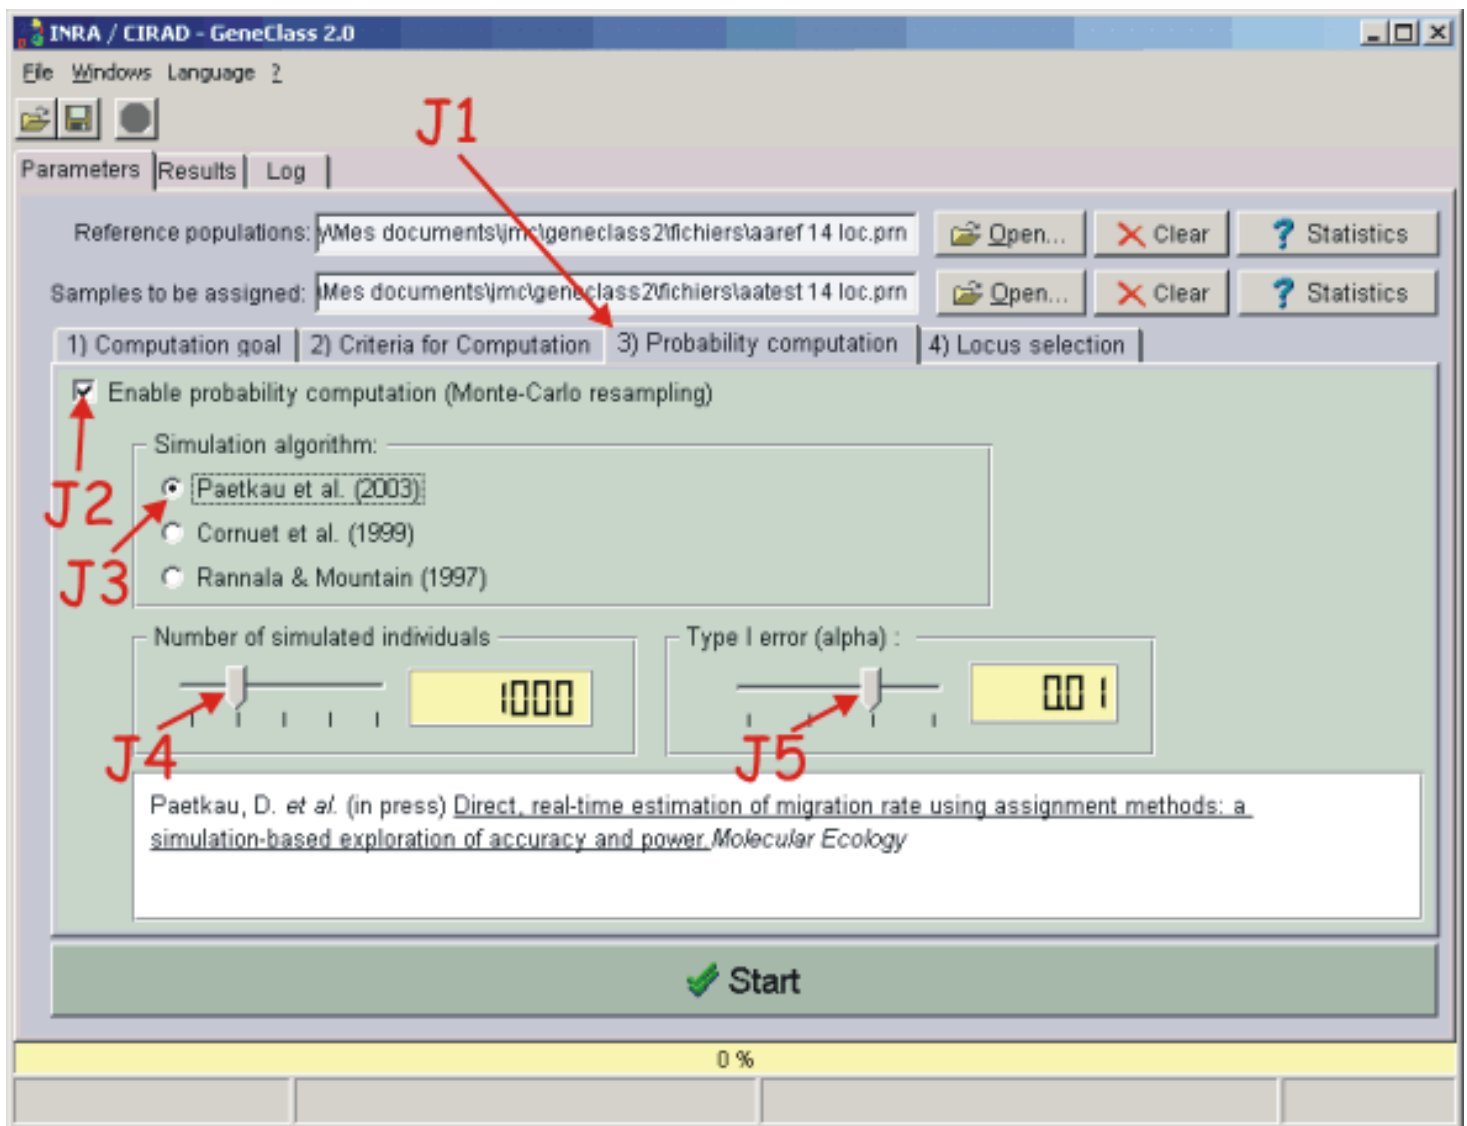 INRA / CIRAD - GeneClass 2.0
File Windows Language ?
J1
Parameters Results Log
Reference populations: y\Mes documents\jmc\geneclass2\fichiers\aaref 14 loc.prn Open... Clear ? Statistics
Samples to be assigned: \Mes documents\jmc\geneclass2\fichiers\aatest 14 loc.prn Open... Clear ? Statistics
1) Computation goal 2) Criteria for Computation 3) Probability computation 4) Locus selection
Enable probability computation (Monte-Carlo resampling)
Simulation algorithm:
J2 Paetkau et al. (2003)
Cornuet et al. (1999)
J3 Rannala & Mountain (1997)
Number of simulated individuals Type I error (alpha) :
1000 0.01
J4 J5
Paetkau, D. et al. (in press) Direct, real-time estimation of migration rate using assignment methods: a
simulation-based exploration of accuracy and power. Molecular Ecology
Start
0 %